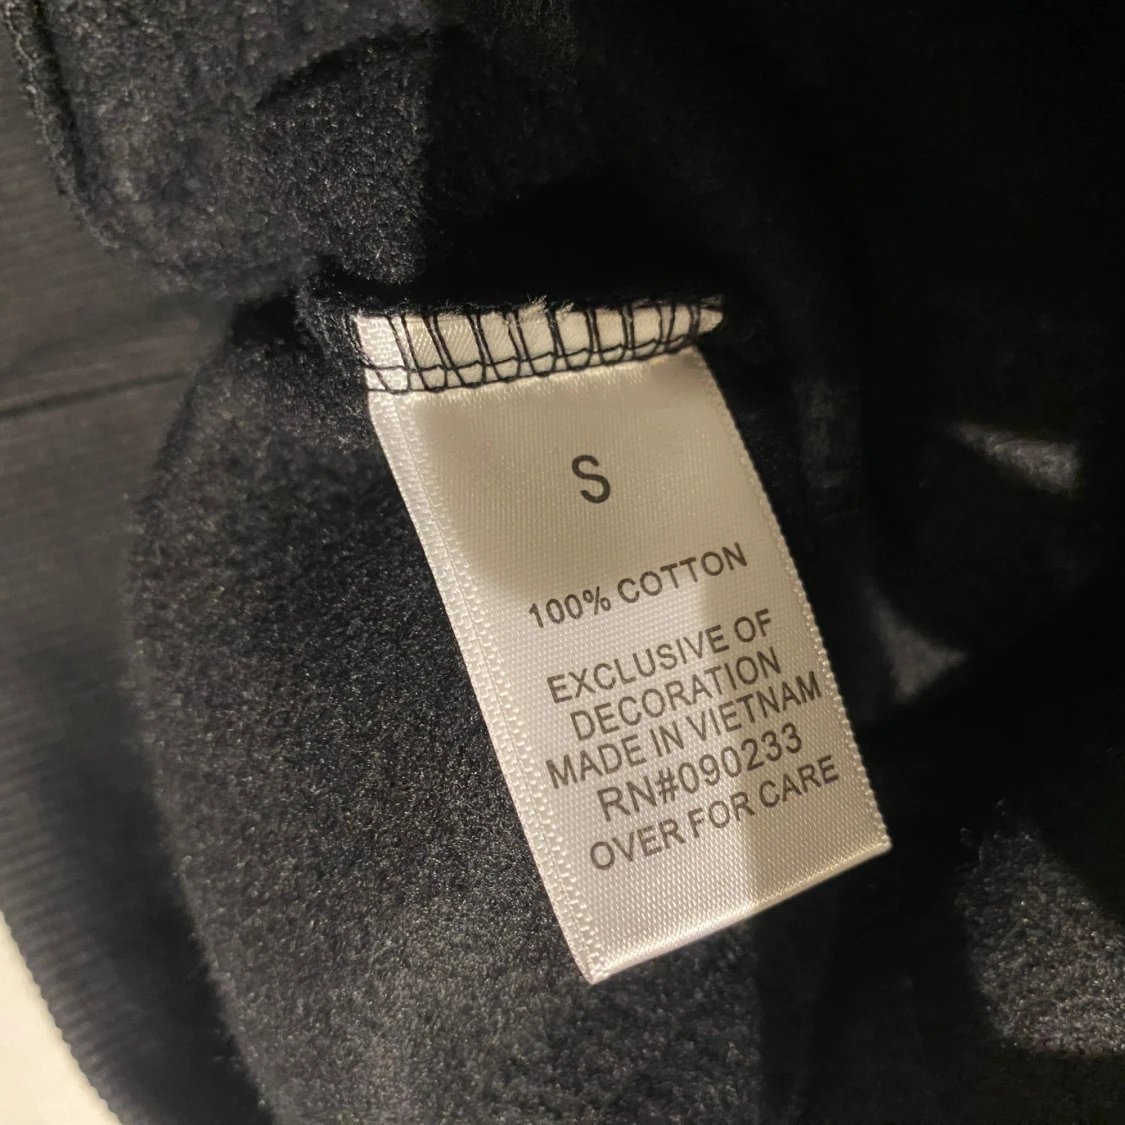 S
100% COTTON
EXCLUSIVE OF
DECORATION
MADE IN VIETNAM
RN#090233
OVER FOR CARE